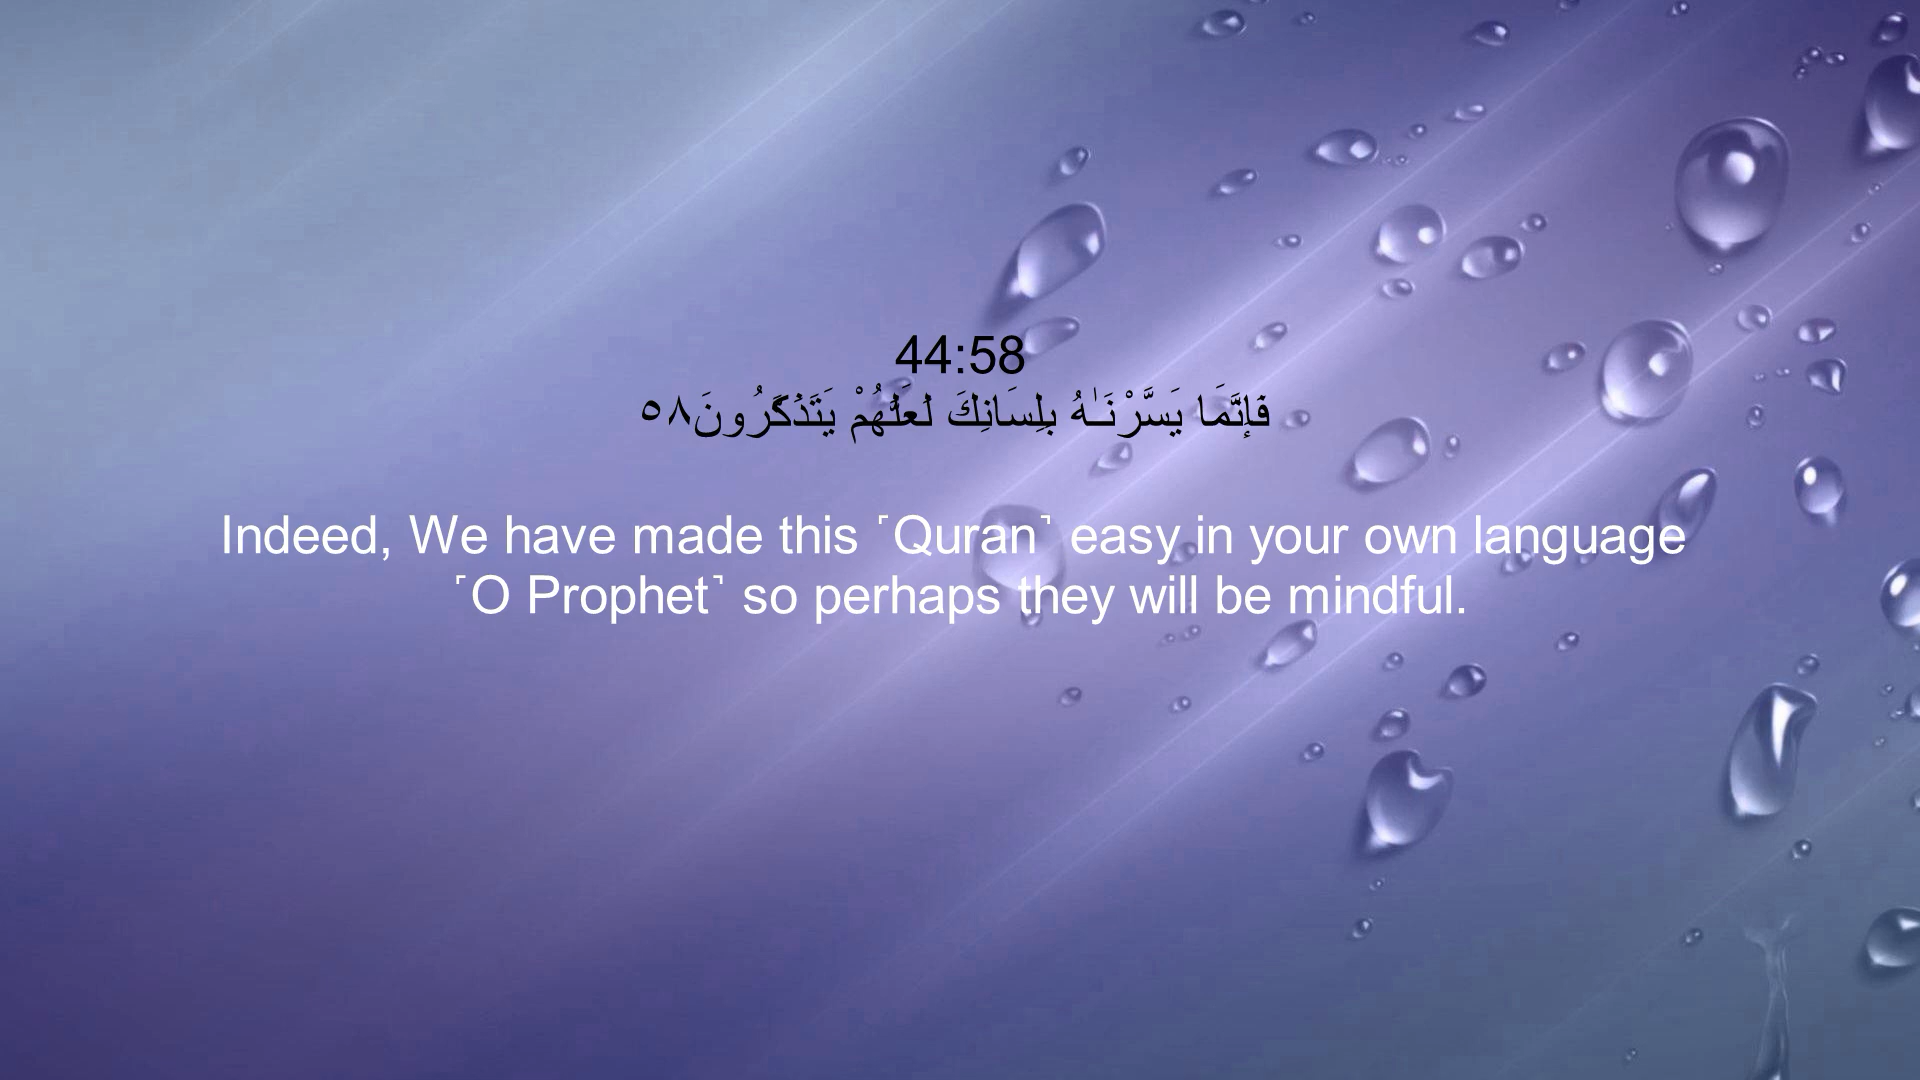 44:58
فَإِنَّمَا يَسَّرْنَـٰهُ بِلِسَانِكَ لَعَلَّهُمْ يَتَذَكَّرُونَ٥٨
Indeed, We have made this ˹Quran˺ easy in your own language
˹O Prophet˺ so perhaps they will be mindful.